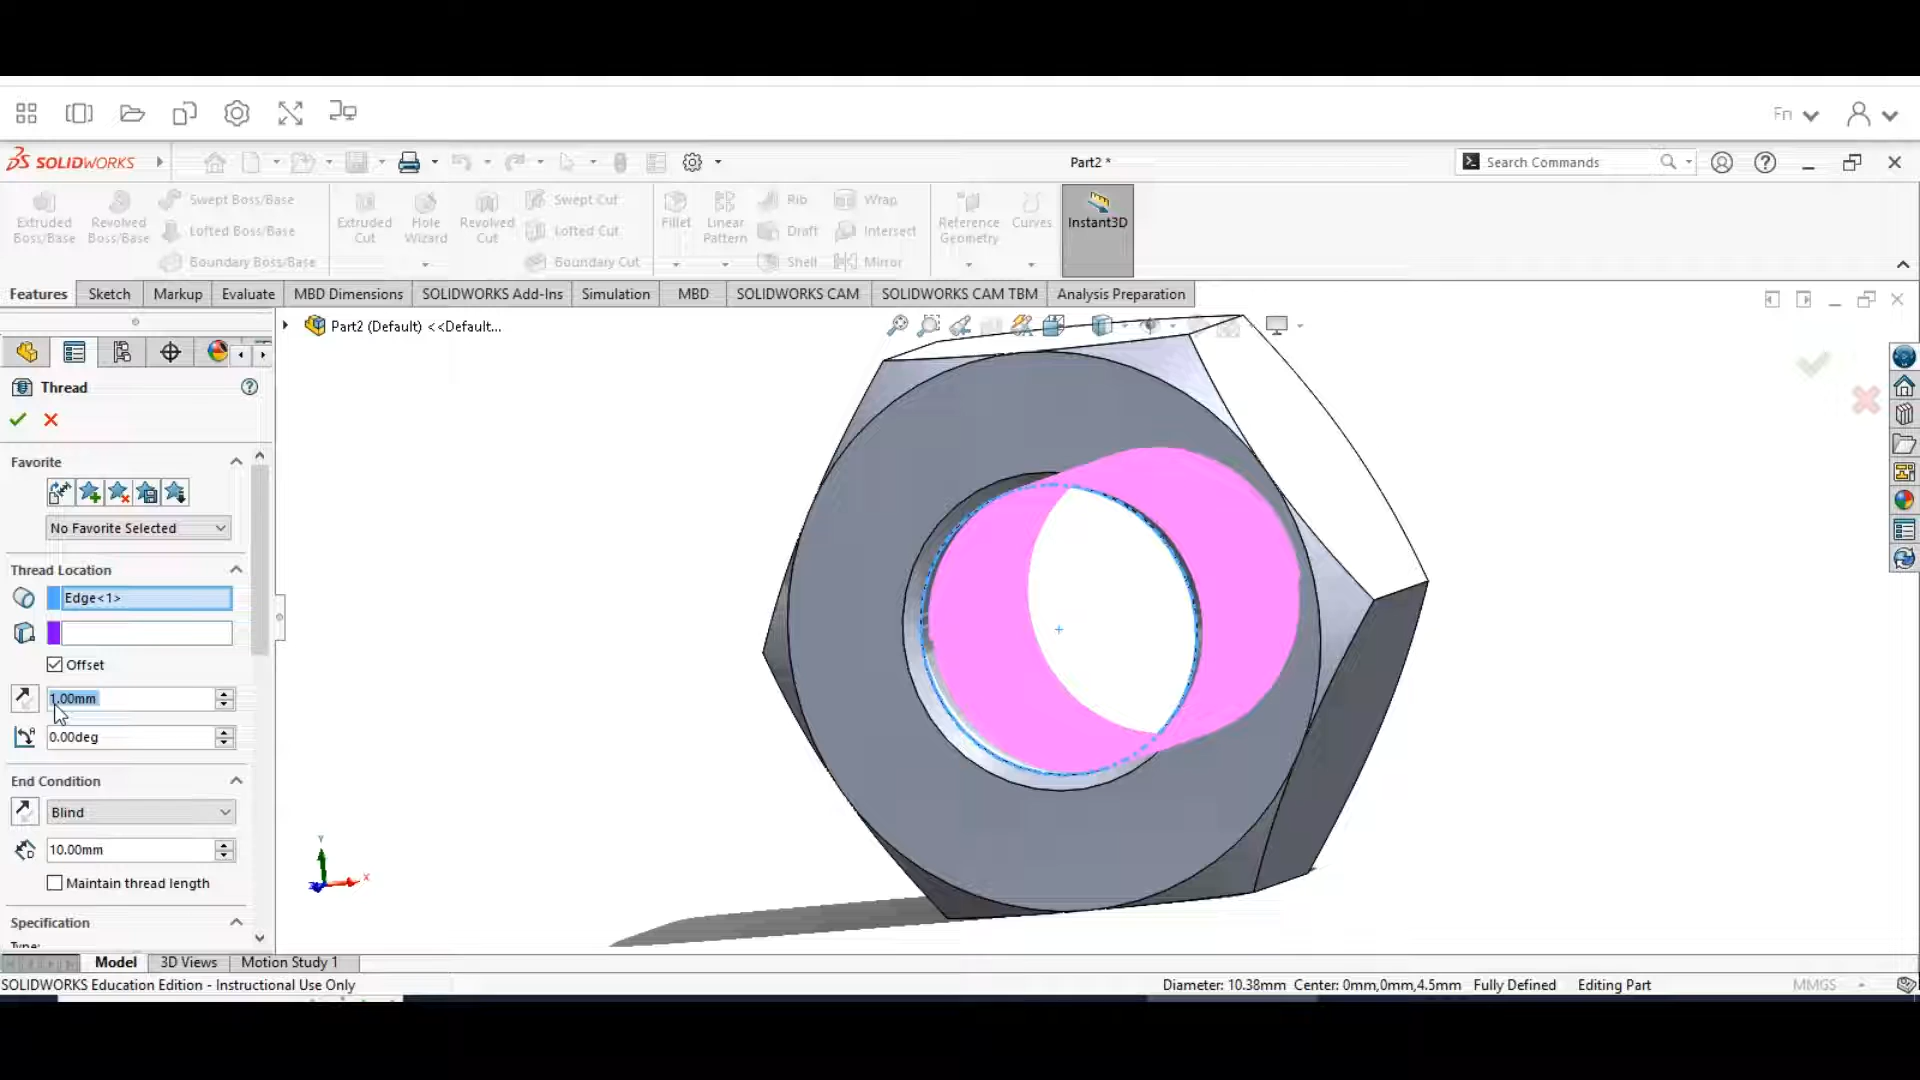 Fn
SOLIDWORKS
Part2 *
Search Commands
Extruded Boss/Base
Revolved Boss/Base
Swept Boss/Base
Lofted Boss/Base
Boundary Boss/Base
Extruded Cut
Hole Wizard
Revolved Cut
Swept Cut
Lofted Cut
Boundary Cut
Fillet
Linear Pattern
Rib
Draft
Shell
Wrap
Intersect
Mirror
Reference Geometry
Curves
Instant3D
Features
Sketch
Markup
Evaluate
MBD Dimensions
SOLIDWORKS Add-Ins
Simulation
MBD
SOLIDWORKS CAM
SOLIDWORKS CAM TBM
Analysis Preparation
Part2 (Default) <<Default...
Thread
Favorite
No Favorite Selected
Thread Location
Edge<1>
Offset
1.00mm
0.00deg
End Condition
Blind
10.00mm
Maintain thread length
Specification
Type:
Y
X
Model
3D Views
Motion Study 1
SOLIDWORKS Education Edition - Instructional Use Only
Diameter: 10.38mm Center: 0mm,0mm,4.5mm
Fully Defined
Editing Part
MMGS